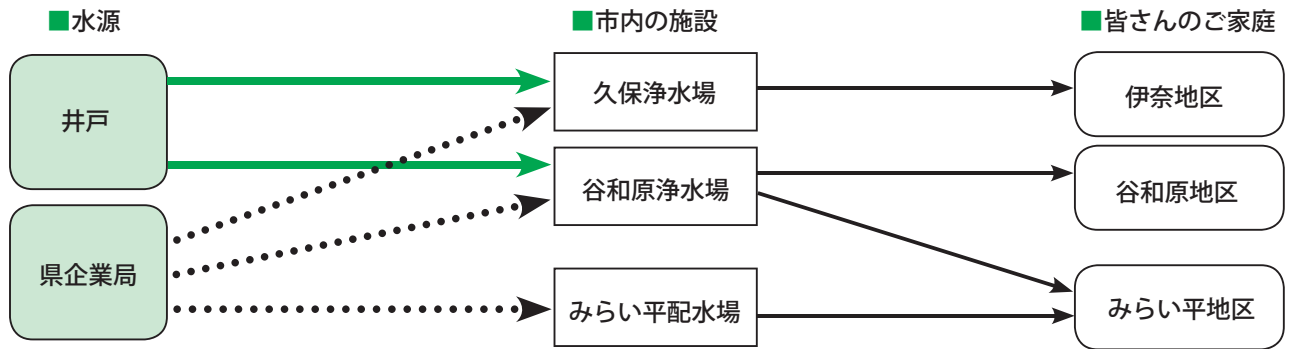 ■水源
■市内の施設
■皆さんのご家庭
井戸
県企業局
久保浄水場
谷和原浄水場
みらい平配水場
伊奈地区
谷和原地区
みらい平地区